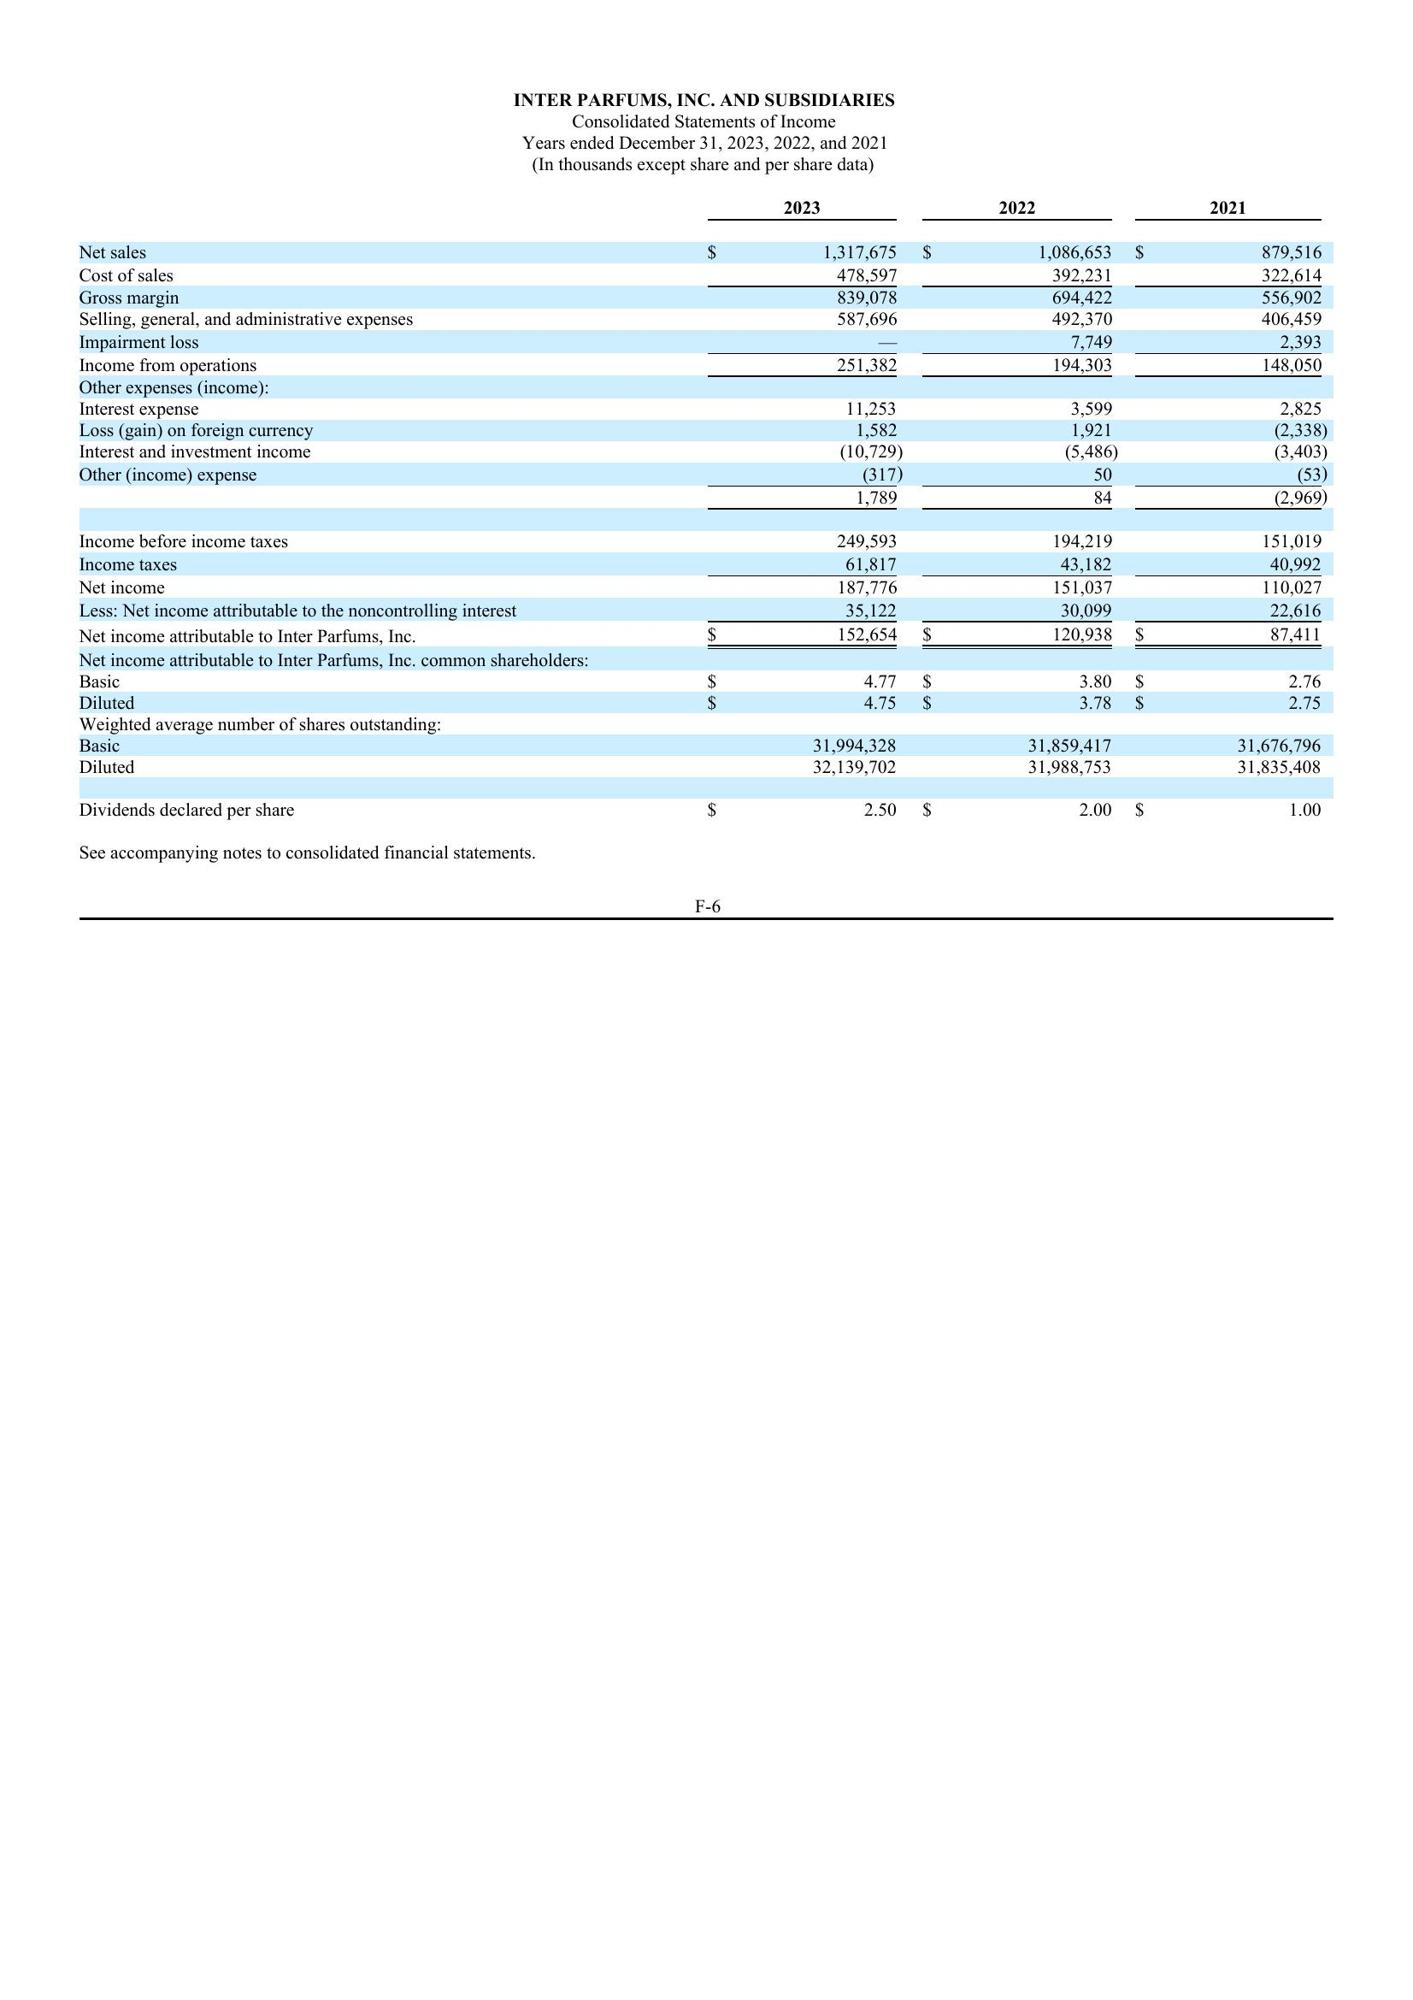 INTER PARFUMS, INC. AND SUBSIDIARIES
Consolidated Statements of Income
Years ended December 31, 2023, 2022, and 2021
(In thousands except share and per share data)
2023 2022 2021
Net sales $ 1,317,675 $ 1,086,653 $ 879,516
Cost of sales 478,597 392,231 322,614
Gross margin 839,078 694,422 556,902
Selling, general, and administrative expenses 587,696 492,370 406,459
Impairment loss — 7,749 2,393
Income from operations 251,382 194,303 148,050
Other expenses (income):
Interest expense 11,253 3,599 2,825
Loss (gain) on foreign currency 1,582 1,921 (2,338)
Interest and investment income (10,729) (5,486) (3,403)
Other (income) expense (317) 50 (53)
1,789 84 (2,969)
Income before income taxes 249,593 194,219 151,019
Income taxes 61,817 43,182 40,992
Net income 187,776 151,037 110,027
Less: Net income attributable to the noncontrolling interest 35,122 30,099 22,616
Net income attributable to Inter Parfums, Inc. $ 152,654 $ 120,938 $ 87,411
Net income attributable to Inter Parfums, Inc. common shareholders:
Basic $ 4.77 $ 3.80 $ 2.76
Diluted $ 4.75 $ 3.78 $ 2.75
Weighted average number of shares outstanding:
Basic 31,994,328 31,859,417 31,676,796
Diluted 32,139,702 31,988,753 31,835,408
Dividends declared per share $ 2.50 $ 2.00 $ 1.00
See accompanying notes to consolidated financial statements.
F-6